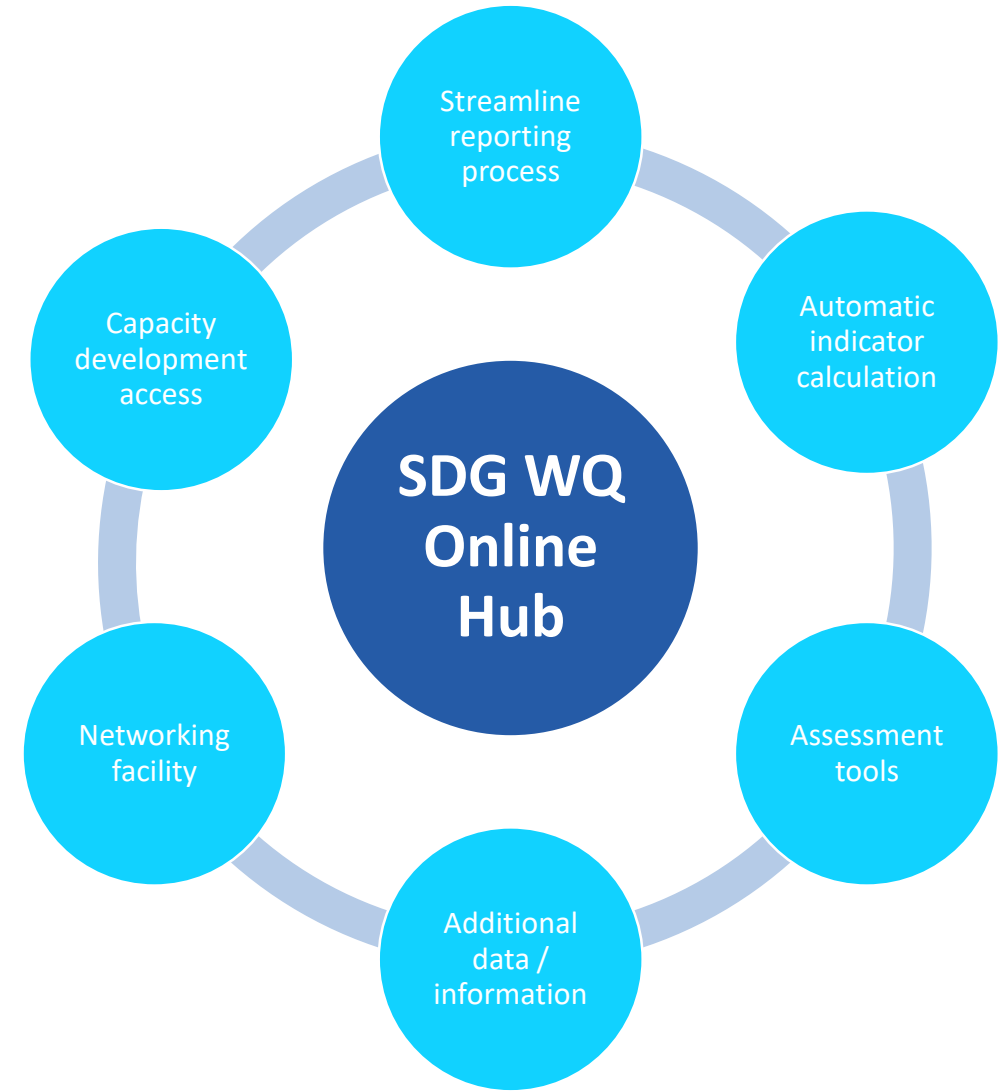 Streamline
reporting
process
Automatic
indicator
calculation
Assessment
tools
Additional
data /
information
Networking
facility
Capacity
development
access
SDG WQ
Online
Hub